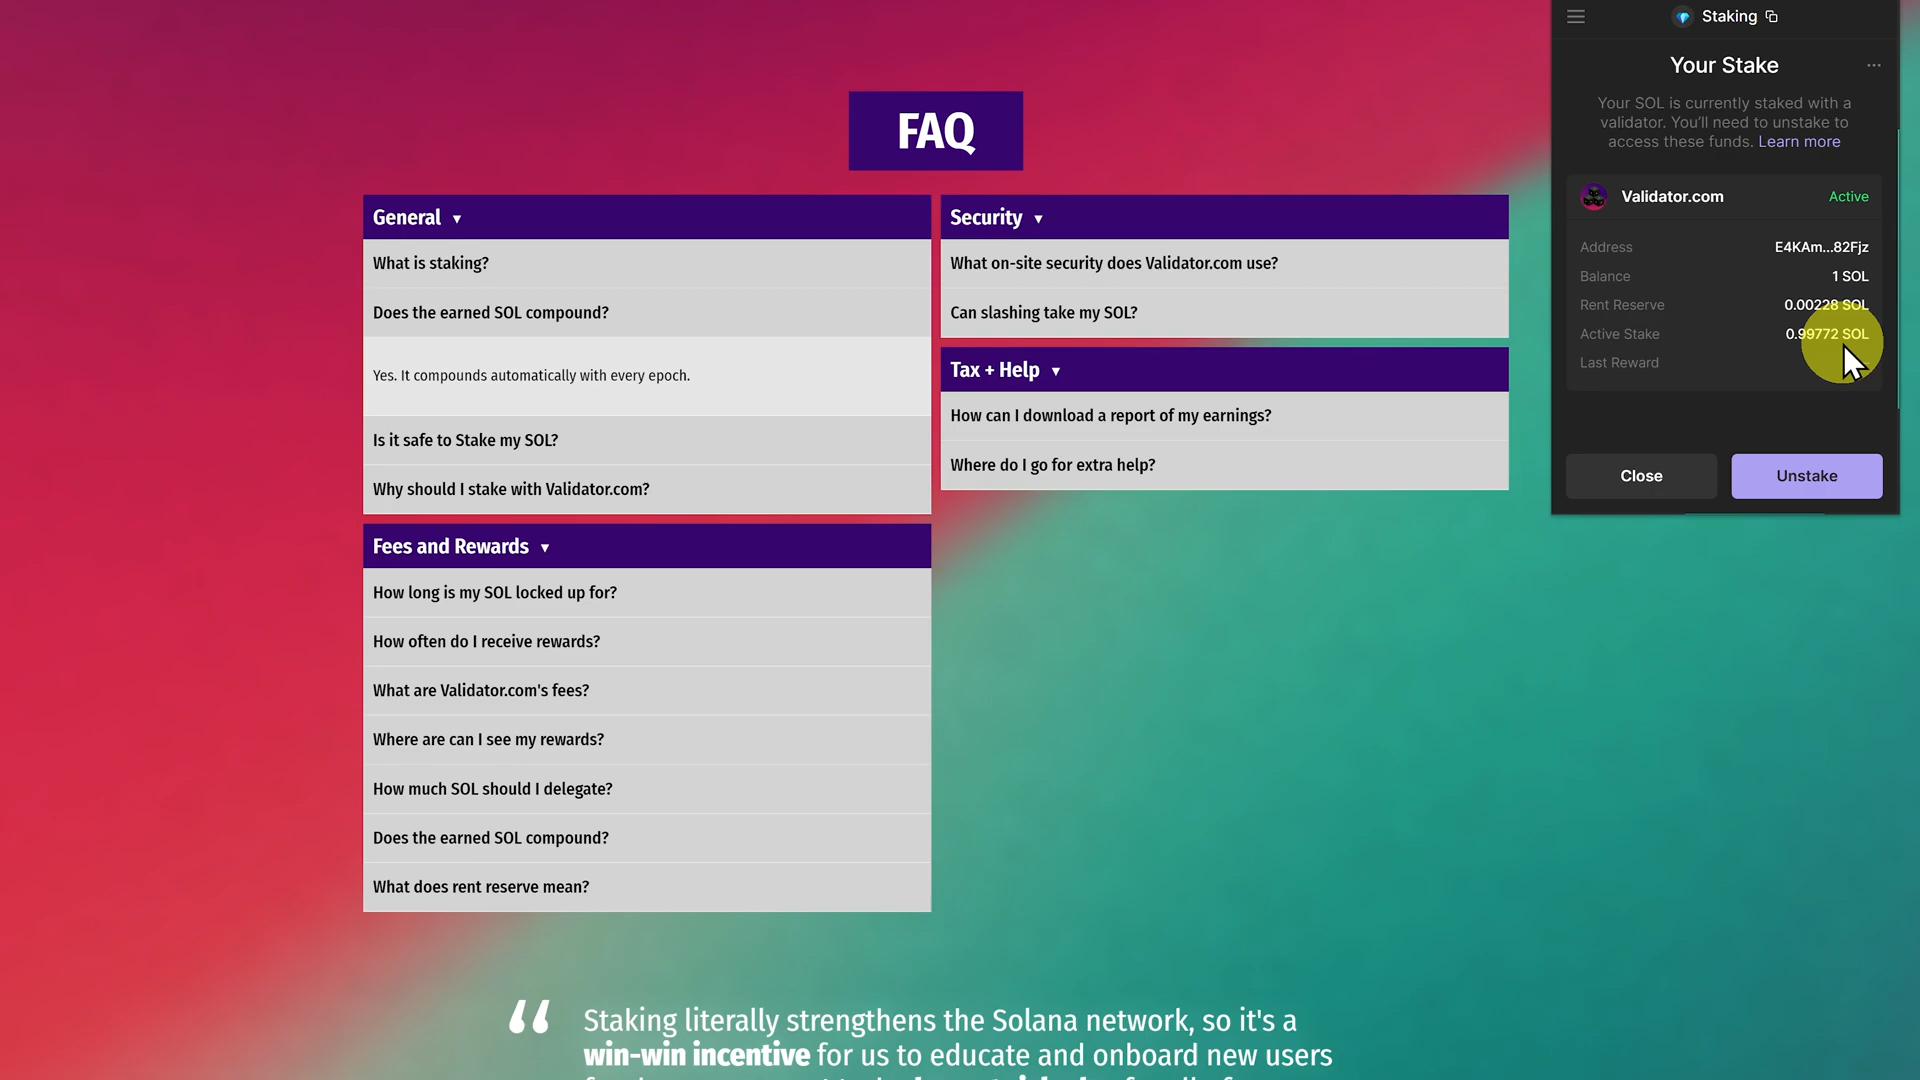 FAQ
General ▼
What is staking?
Does the earned SOL compound?
Yes. It compounds automatically with every epoch.
Is it safe to Stake my SOL?
Why should I stake with Validator.com?
Fees and Rewards ▼
How long is my SOL locked up for?
How often do I receive rewards?
What are Validator.com's fees?
Where are can I see my rewards?
How much SOL should I delegate?
Does the earned SOL compound?
What does rent reserve mean?
Security ▼
What on-site security does Validator.com use?
Can slashing take my SOL?
Tax + Help ▼
How can I download a report of my earnings?
Where do I go for extra help?
“ Staking literally strengthens the Solana network, so it's a
win-win incentive for us to educate and onboard new users
Staking
Your Stake
Your SOL is currently staked with a
validator. You’ll need to unstake to
access these funds. Learn more
Validator.com Active
Address E4KAm...82Fjz
Balance 1 SOL
Rent Reserve 0.00228 SOL
Active Stake 0.99772 SOL
Last Reward
Close Unstake